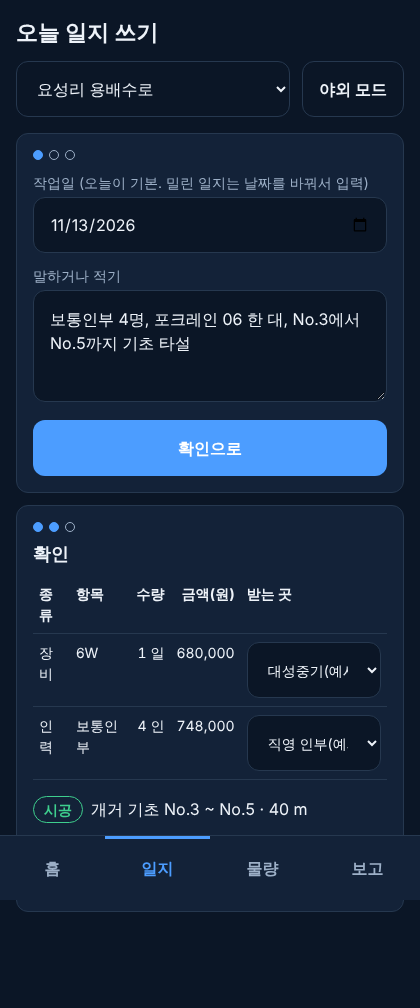 오늘 일지 쓰기
요성리 용배수로
야외 모드
작업일 (오늘이 기본. 밀린 일지는 날짜를 바꿔서 입력)
11/13/2026
말하거나 적기
보통인부 4명, 포크레인 06 한 대, No.3에서
No.5까지 기초 타설
확인으로
확인
종류 항목 수량 금액(원) 받는 곳
장비 6W 1 일 680,000 대성중기(예시
인력 보통인부 4 인 748,000 직영 인부(예
시공 개거 기초 No.3 ~ No.5 · 40 m
홈 일지 물량 보고